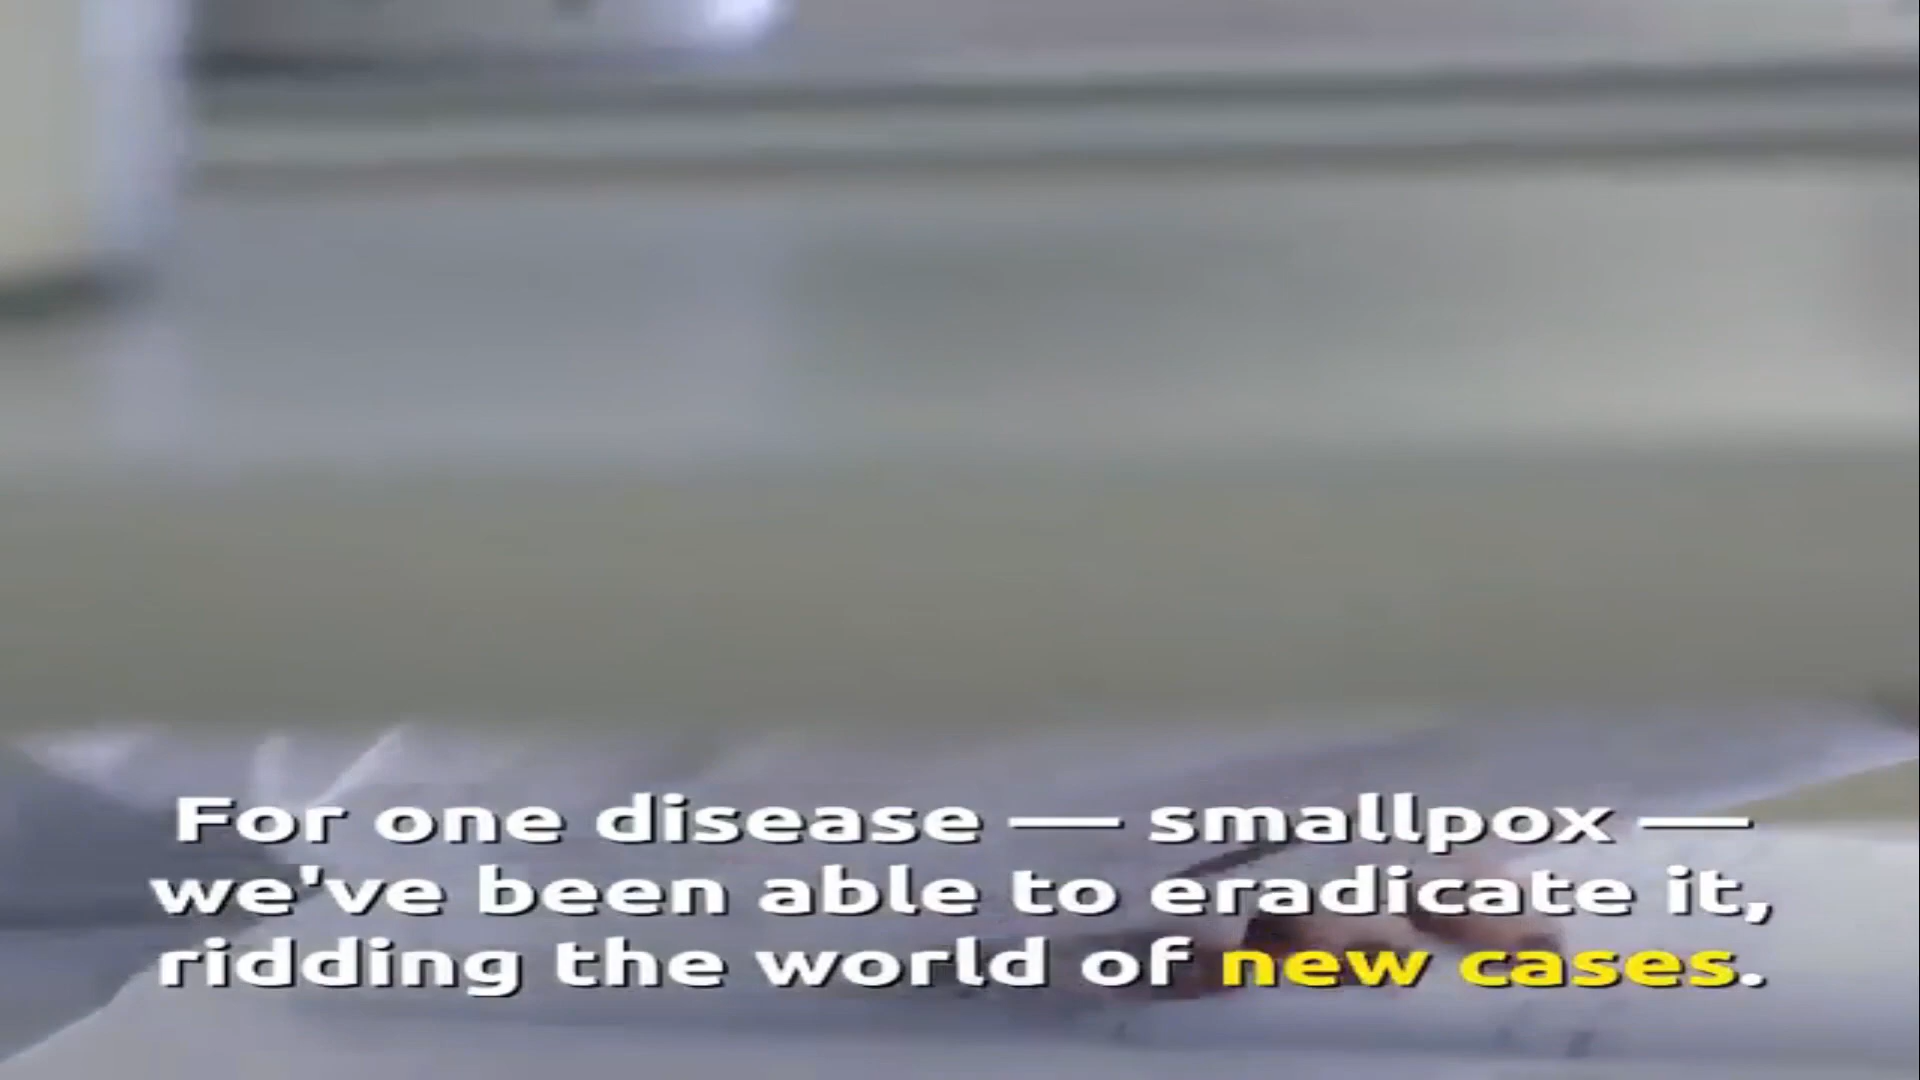 For one disease — smallpox —
we've been able to eradicate it,
ridding the world of new cases.